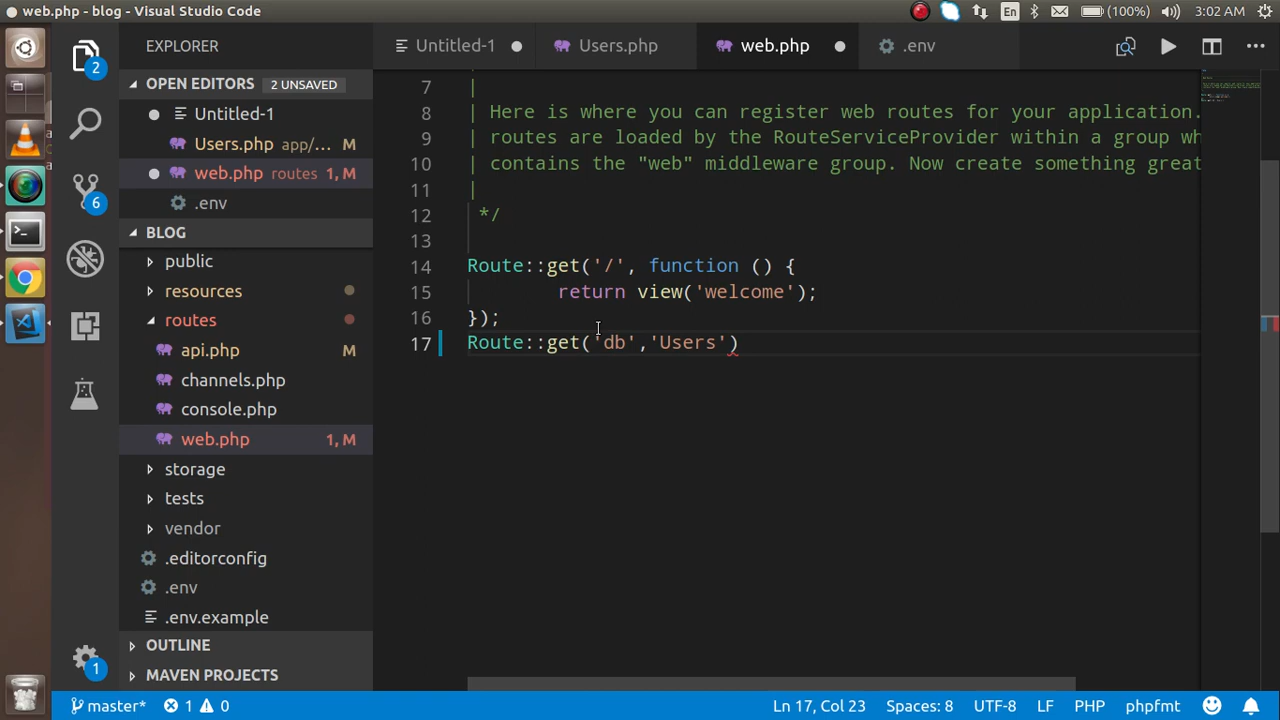 web.php - blog - Visual Studio Code
En
(100%)
3:02 AM
EXPLORER
Untitled-1
Users.php
web.php
.env
2
OPEN EDITORS 2 UNSAVED
Untitled-1
Users.php app/... M
web.php routes 1, M
.env
6
BLOG
public
resources
routes
api.php M
channels.php
console.php
web.php 1, M
storage
tests
vendor
.editorconfig
.env
.env.example
OUTLINE
MAVEN PROJECTS
1
7 |
8 | Here is where you can register web routes for your application.
9 | routes are loaded by the RouteServiceProvider within a group wh
10 | contains the "web" middleware group. Now create something great
11 |
12 */
13
14 Route::get('/', function () {
15 return view('welcome');
16 });
17 Route::get('db','Users')
master* 1 0 Ln 17, Col 23 Spaces: 8 UTF-8 LF PHP phpfmt